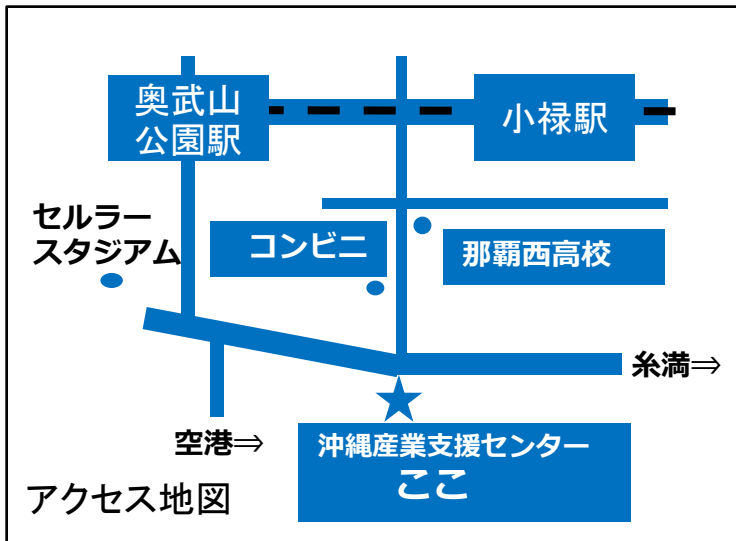 奥武山
公園駅
小禄駅
セルラー
スタジアム
コンビニ
那覇西高校
糸満⇒
空港⇒
沖縄産業支援センター
ここ
アクセス地図